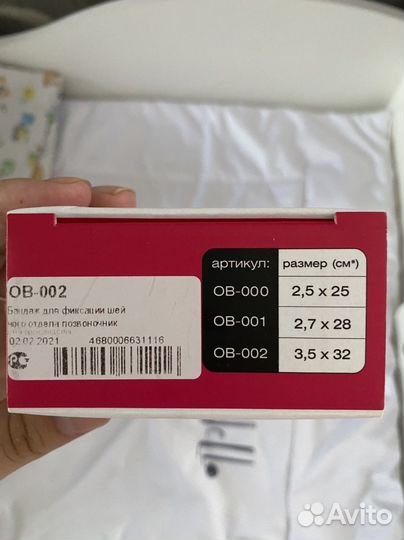 OB-002
Бандаж для фиксации шей
ного отдела позвоночник
02.02.2021 4680006631116
РС
артикул: размер (см*)
OB-000 2,5 x 25
OB-001 2,7 x 28
OB-002 3,5 x 32
Avito